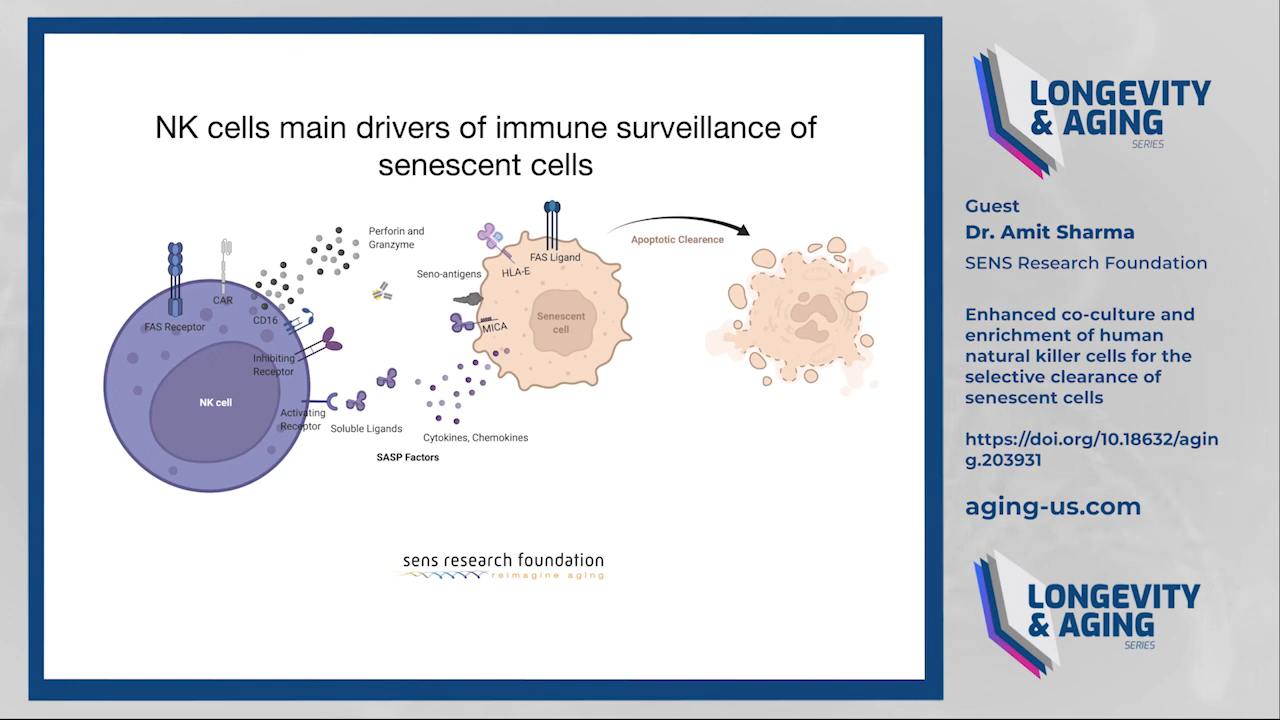 NK cells main drivers of immune surveillance of
senescent cells
Perforin and
Granzyme
FAS Receptor
CAR
CD16
Inhibiting
Receptor
NK cell
Activating
Receptor
Soluble Ligands
Seno-antigens
HLA-E
FAS Ligand
MICA
Senescent
cell
Cytokines, Chemokines
SASP Factors
Apoptotic Clearence
sens research foundation
reimagine aging
LONGEVITY
& AGING
SERIES
Guest
Dr. Amit Sharma
SENS Research Foundation
Enhanced co-culture and
enrichment of human
natural killer cells for the
selective clearance of
senescent cells
https://doi.org/10.18632/agin
g.203931
aging-us.com
LONGEVITY
& AGING
SERIES